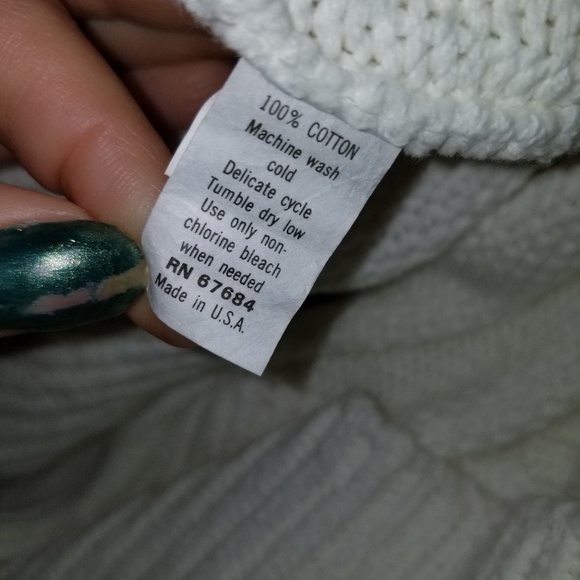 100% COTTON
Machine wash
cold
Delicate cycle
Tumble dry low
Use only non-
chlorine bleach
when needed
RN 67684
Made in U.S.A.